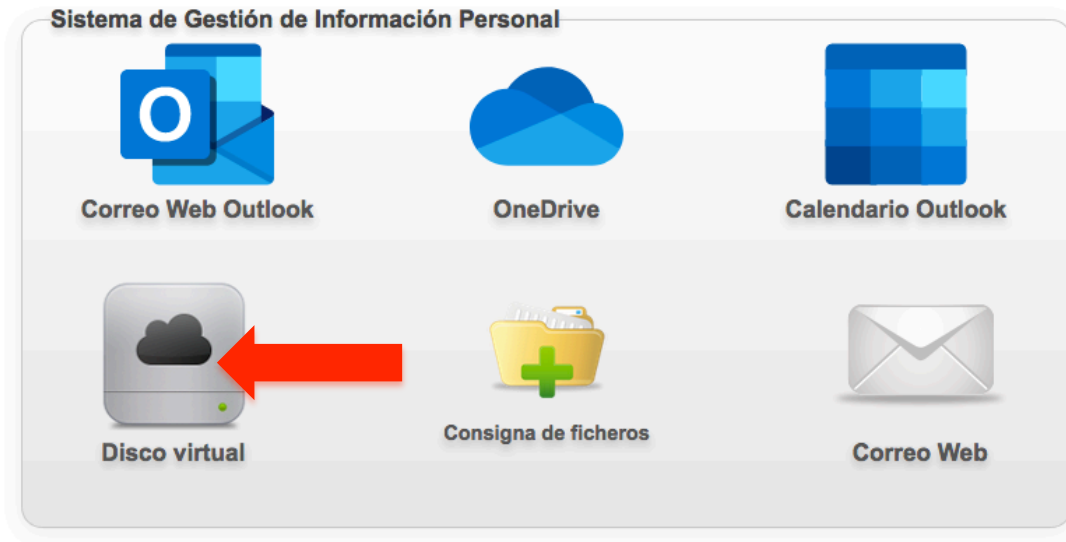 Sistema de Gestión de Información Personal
O
Correo Web Outlook
OneDrive
Calendario Outlook
Disco virtual
Consigna de ficheros
Correo Web